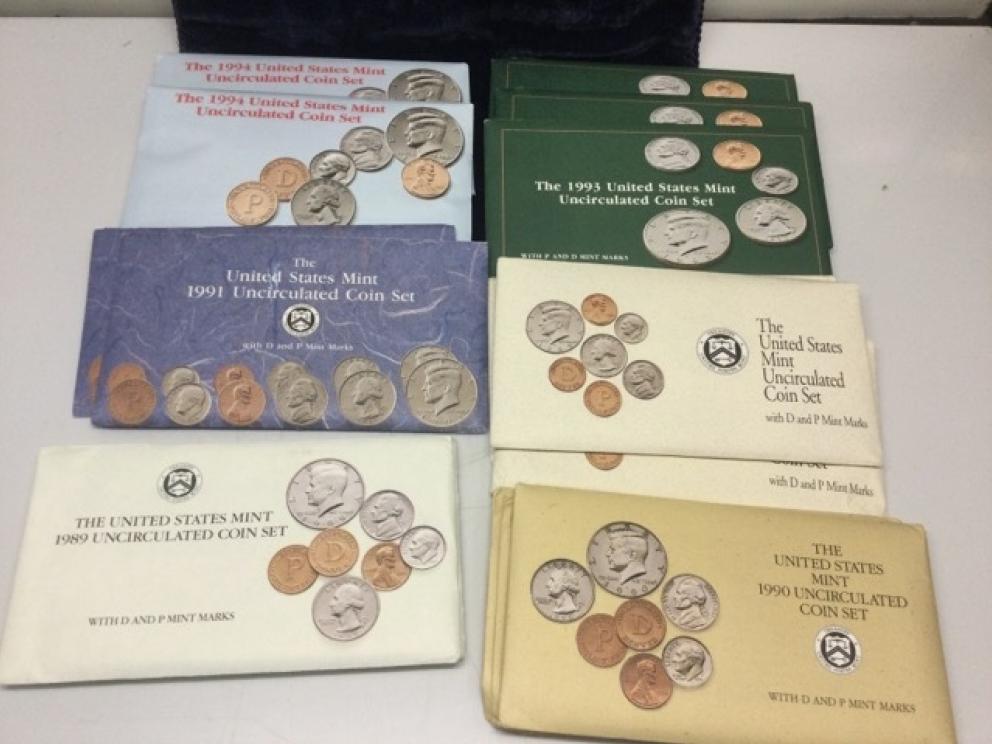 The 1994 United States Mint
Uncirculated Coin Set
The 1994 United States Mint
Uncirculated Coin Set
D
P
The 1993 United States Mint
Uncirculated Coin Set
WITH P AND D MINT MARKS
The
United States Mint
1991 Uncirculated Coin Set
with D and P Mint Marks
The
United States
Mint
Uncirculated
Coin Set
with D and P Mint Marks
D
P
Coin Set
with D and P Mint Marks
THE UNITED STATES MINT
1989 UNCIRCULATED COIN SET
WITH D AND P MINT MARKS
P
D
THE
UNITED STATES
MINT
1990 UNCIRCULATED
COIN SET
WITH D AND P MINT MARKS
P
D